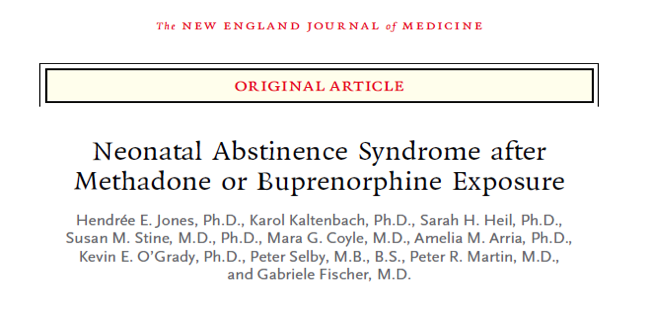 The NEW ENGLAND JOURNAL of MEDICINE
ORIGINAL ARTICLE
Neonatal Abstinence Syndrome after
Methadone or Buprenorphine Exposure
Hendrée E. Jones, Ph.D., Karol Kaltenbach, Ph.D., Sarah H. Heil, Ph.D.,
Susan M. Stine, M.D., Ph.D., Mara G. Coyle, M.D., Amelia M. Arria, Ph.D.,
Kevin E. O'Grady, Ph.D., Peter Selby, M.B., B.S., Peter R. Martin, M.D.,
and Gabriele Fischer, M.D.